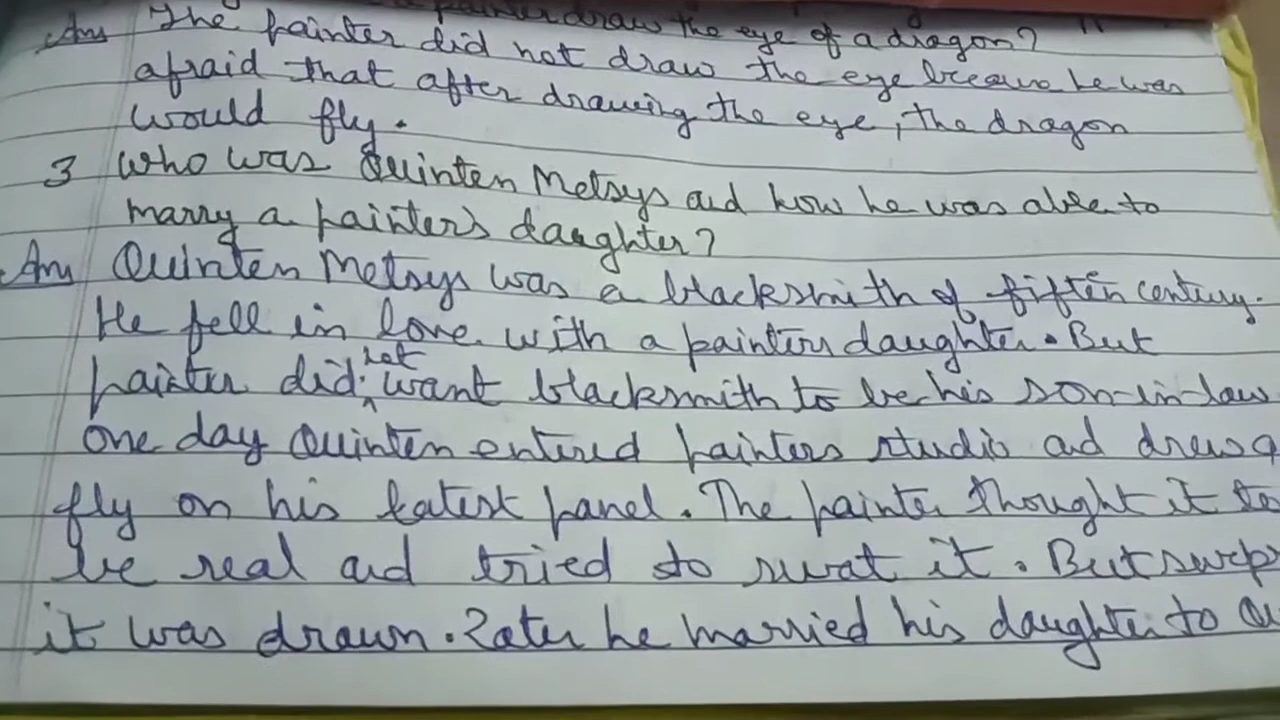 a painter draw the eye of a dragon?
Ans The painter did not draw the eye because he was
afraid that after drawing the eye, the dragon
would fly.
3 Who was Quinten Metsys ad how he was able to
marry a painter's daughter?
Ans Quinten Metsys was a blacksmith of fifteen century.
He fell in love with a painters daughter. But
painter did not want blacksmith to be his son-in-law
One day Quinten entered painters studio ad drew a
fly on his latest panel. The painter thought it to
be real ad tried to swat it. But
it was drawn. Later he married his daughter to Qu